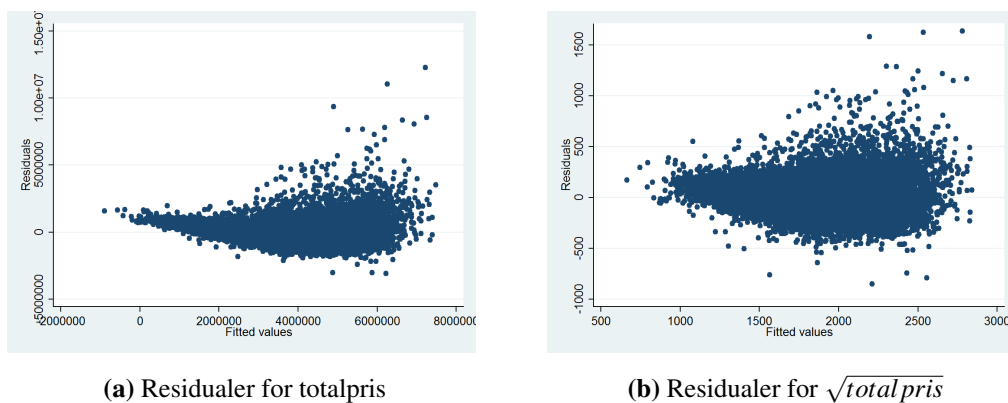 1.50e+07
1.00e+07
5000000
0
-5000000
Residuals
-2000000 0 2000000 4000000 6000000 8000000
Fitted values
1500
1000
500
0
-500
-1000
Residuals
500 1000 1500 2000 2500 3000
Fitted values
(a) Residualer for totalpris
(b) Residualer for √totalpris